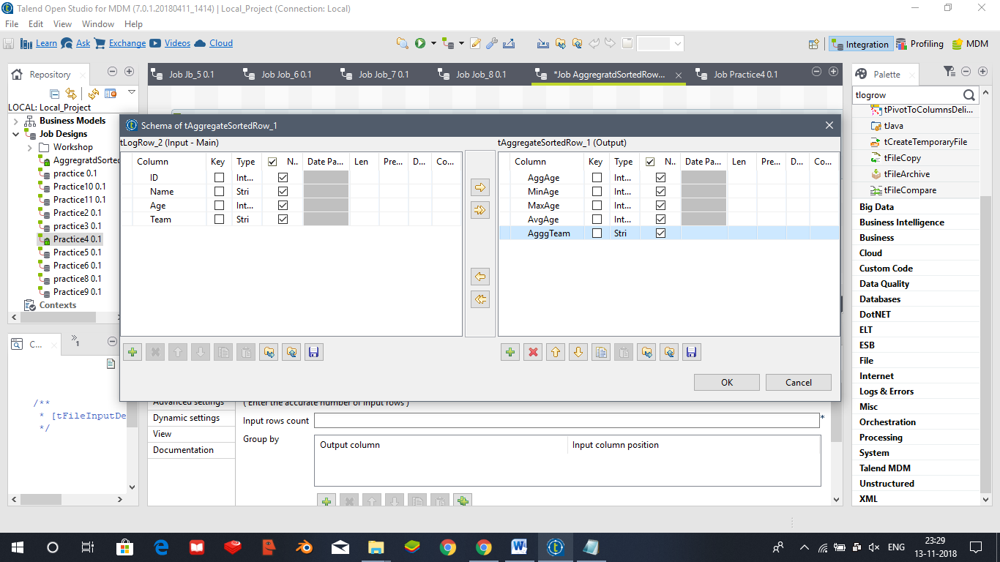 Talend Open Studio for MDM (7.0.1.20180411_1414) | Local_Project (Connection: Local)
File Edit View Window Help
Learn Ask Exchange Videos Cloud
Integration Profiling MDM
Repository
Job Jb_5 0.1 Job Job_6 0.1 Job Job_7 0.1 Job Job_8 0.1 *Job AggregratdSortedRow... Job Practice4 0.1
Palette
LOCAL: Local_Project
Business Models
Job Designs
Workshop
AggregratdSorted
practice 0.1
Practice10 0.1
Practice11 0.1
Practice2 0.1
practice3 0.1
Practice4 0.1
Practice5 0.1
Practice6 0.1
practice8 0.1
Practice9 0.1
Contexts
C...
1
/**
* [tFileInputDe
*/
Schema of tAggregateSortedRow_1
tLogRow_2 (Input - Main)
Column Key Type N.. Date Pa... Len Pre... D... Co...
ID Int...
Name Stri
Age Int...
Team Stri
tAggregateSortedRow_1 (Output)
Column Key Type N.. Date Pa... Len Pre... D... Co...
AggAge Int...
MinAge Int...
MaxAge Int...
AvgAge Int...
AgggTeam Stri
OK Cancel
Advanced settings
Dynamic settings
View
Documentation
( Enter the accurate number of input rows )
Input rows count *
Group by
Output column Input column position
tlogrow
tPivotToColumnsDeli...
tJava
tCreateTemporaryFile
tFileCopy
tFileArchive
tFileCompare
Big Data
Business Intelligence
Business
Cloud
Custom Code
Data Quality
Databases
DotNET
ELT
ESB
File
Internet
Logs & Errors
Misc
Orchestration
Processing
System
Talend MDM
Unstructured
XML
ENG
23:29
13-11-2018